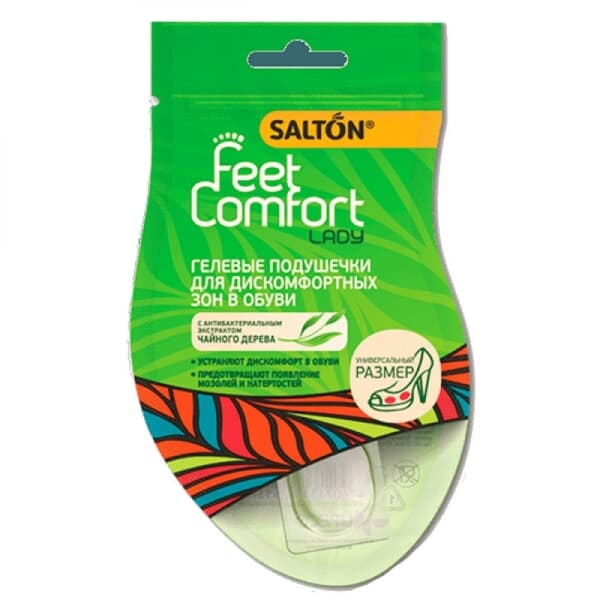 SALTÓN®
feet
Comfort
LADY
ГЕЛЕВЫЕ ПОДУШЕЧКИ
ДЛЯ ДИСКОМФОРТНЫХ
ЗОН В ОБУВИ
С АНТИБАКТЕРИАЛЬНЫМ
ЭКСТРАКТОМ
ЧАЙНОГО ДЕРЕВА
• УСТРАНЯЮТ ДИСКОМФОРТ В ОБУВИ
• ПРЕДОТВРАЩАЮТ ПОЯВЛЕНИЕ
МОЗОЛЕЙ И НАТЕРТОСТЕЙ
УНИВЕРСАЛЬНЫЙ
РАЗМЕР